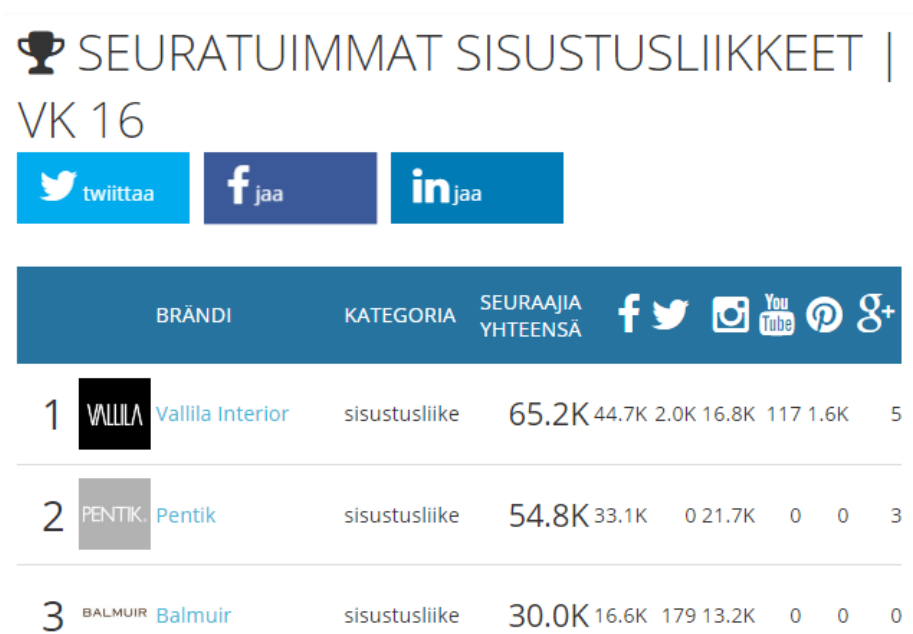 SEURATUIMMAT SISUSTUSLIIKKEET |
VK 16
twiittaa jaa jaa
BRÄNDI KATEGORIA SEURAAJIA YHTEENSÄ You Tube g+
1 VALLILA Vallila Interior sisustusliike 65.2K 44.7K 2.0K 16.8K 117 1.6K 5
2 PENTIK. Pentik sisustusliike 54.8K 33.1K 0 21.7K 0 0 3
3 BALMUIR Balmuir sisustusliike 30.0K 16.6K 179 13.2K 0 0 0